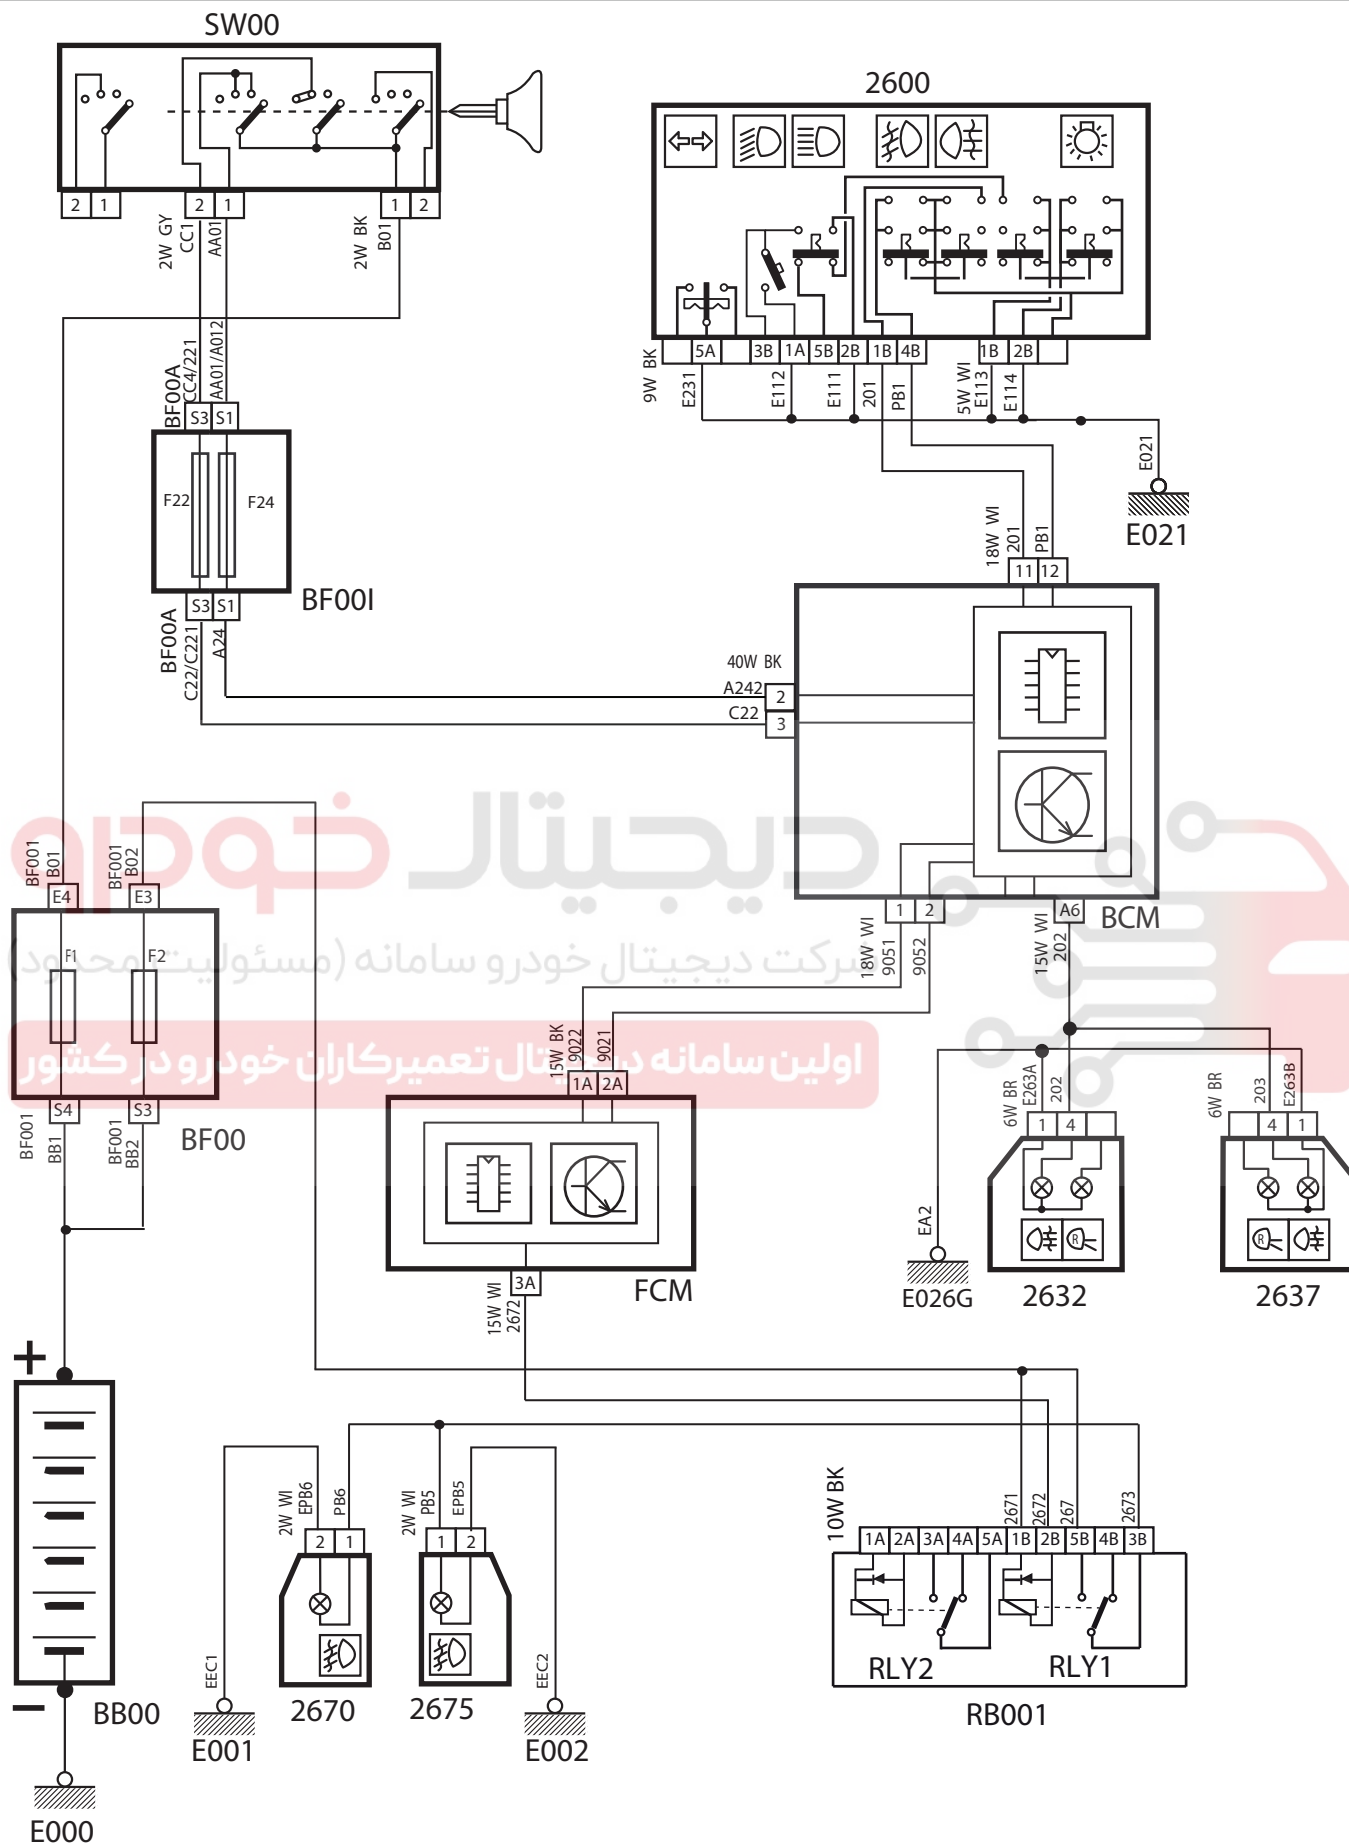 SW00
2 1 2 1 1 2
2W GY
CC1
AA01
2W BK
B01
2600
5A 3B 1A 5B 2B 1B 4B 1B 2B
9W BK
E231
E112
E111
201
PB1
5W WI
E113
E114
E021
E021
BF00A
CC4/221
AA01/A012
S3 S1
F22 F24
BF00I
S3 S1
BF00A
C22/C221
A24
18W WI
201
PB1
11 12
40W BK
A242 2
C22 3
BCM
1 2 A6
18W WI
9051
9052
15W WI
202
دیجیتال خودرو
شرکت دیجیتال خودرو سامانه (مسئولیت محدود)
اولین سامانه دیجیتال تعمیرکاران خودرو در کشور
BF001
B01
BF001
B02
E4 E3
F1 F2
S4 S3
BF00
BF001
BB1
BF001
BB2
15W BK
9022
9021
1A 2A
FCM
3A
15W WI
2672
6W BR
E263A
202
1 4
6W BR
203
E263B
4 1
EA2
E026G
R
2632
R
2637
+
−
BB00
E000
2W WI
EPB6
PB6
2 1
2W WI
PB5
EPB5
1 2
EEC1
E001
2670
2675
EEC2
E002
10W BK
2671
2672
267
2673
1A 2A 3A 4A 5A 1B 2B 5B 4B 3B
RLY2 RLY1
RB001